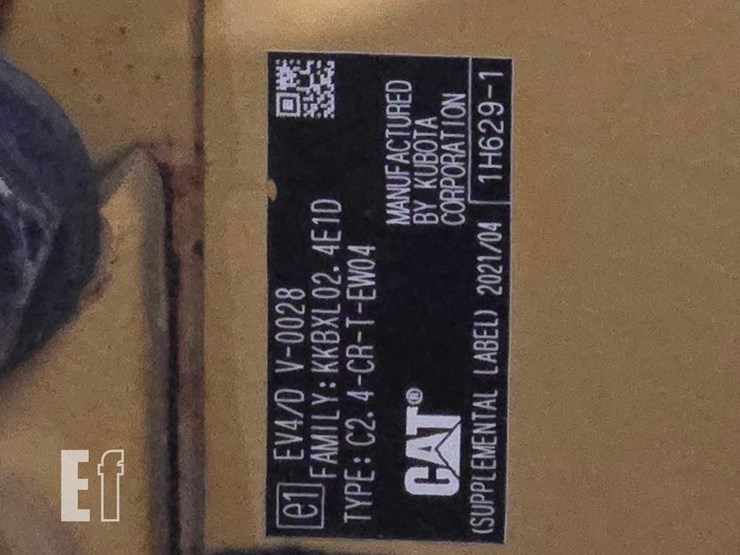 e1 EV4/D V-0028
FAMILY: KKBXL02.4E1D
TYPE: C2.4-CR-T-EW04
CAT®
MANUFACTURED
BY KUBOTA
CORPORATION
(SUPPLEMENTAL LABEL) 2021/04
1H629-1
Ef